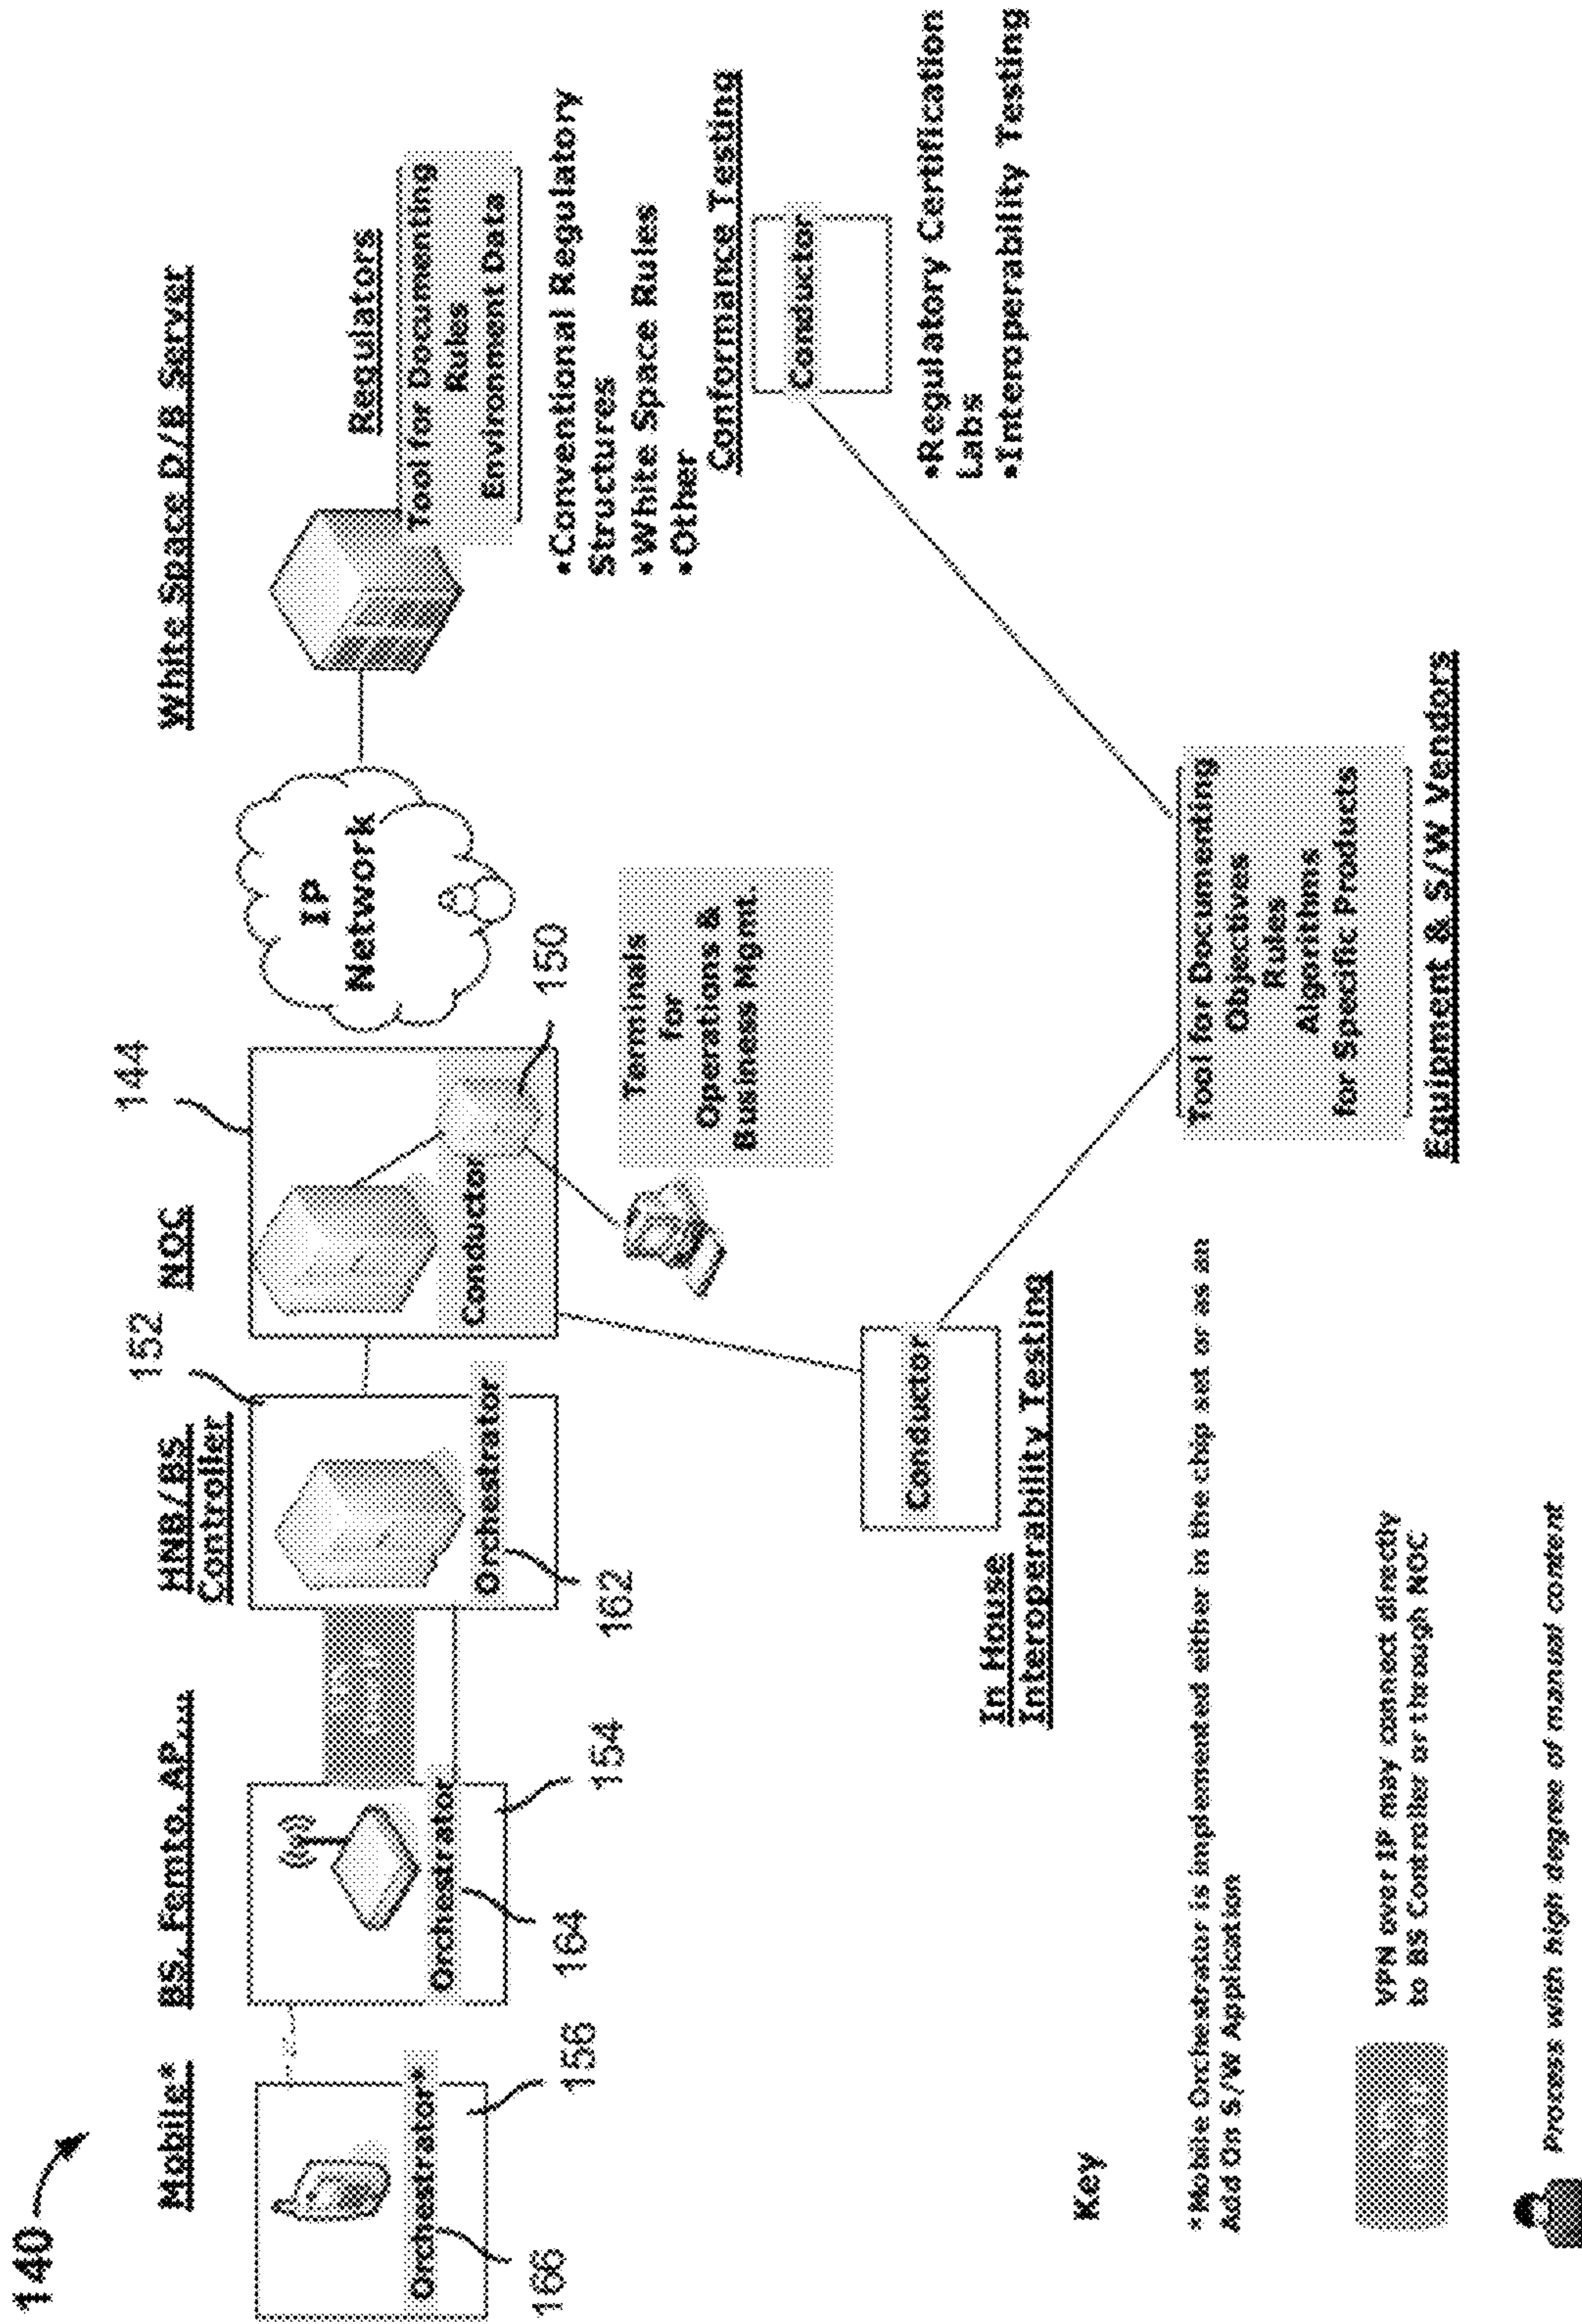 140
Mobile*
BS, Femto, AP....
HNB/BS
Controller
152
NOC
144
White Space D/B Server
Orchestrator*
166
156
Orchestrator
164
154
Orchestrator
162
Conductor
150
IP
Network
Regulators
Tool for Documenting
Rules
Environment Data
•Conventional Regulatory
Structures
•White Space Rules
•Other
Terminals
for
Operations &
Business Mgmt.
Conformance Testing
Conductor
•Regulatory Certification
Labs
•Interoperability Testing
Conductor
In House
Interoperability Testing
Tool for Documenting
Objectives
Rules
Algorithms
for Specific Products
Equipment & S/W Vendors
Key
*Mobile Orchestrator is implemented either in the chip set or as an
Add On S/W Application
VPN over IP may connect directly
to BS Controller or through NOC
Process with high degree of manual content